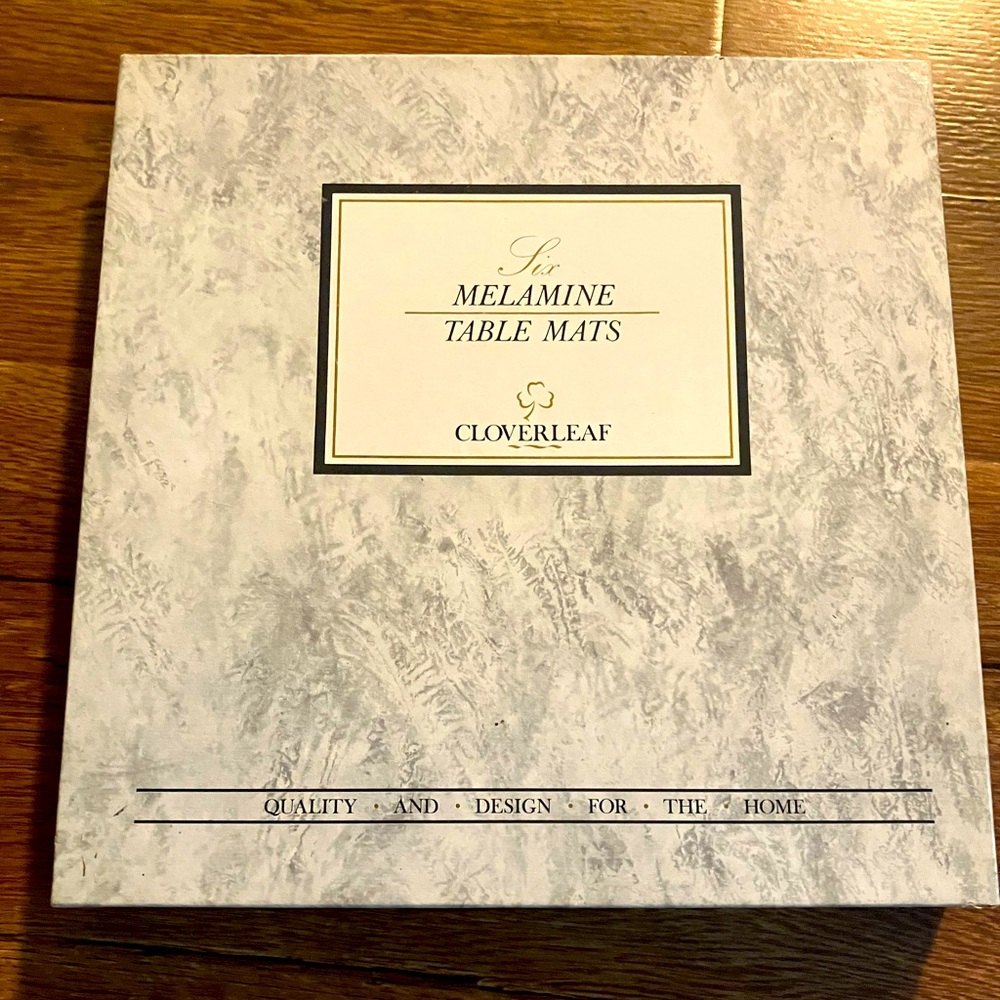 Six
MELAMINE
TABLE MATS
CLOVERLEAF
QUALITY · AND · DESIGN · FOR · THE · HOME